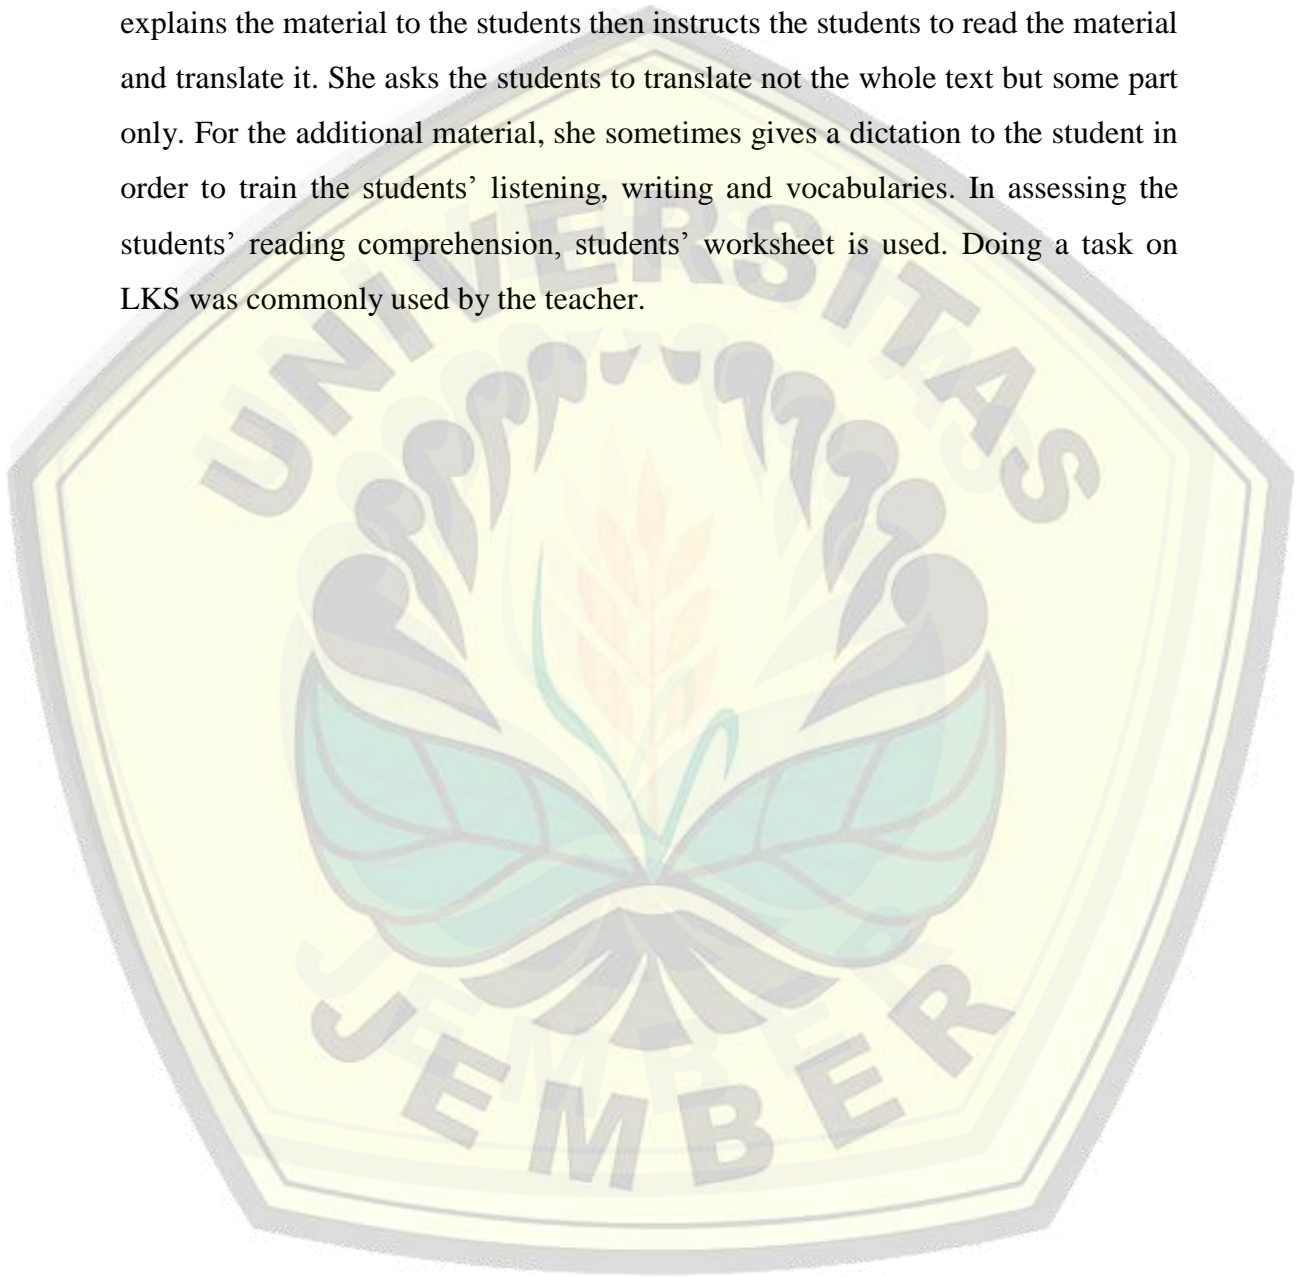 explains the material to the students then instructs the students to read the material
and translate it. She asks the students to translate not the whole text but some part
only. For the additional material, she sometimes gives a dictation to the student in
order to train the students’ listening, writing and vocabularies. In assessing the
students’ reading comprehension, students’ worksheet is used. Doing a task on
LKS was commonly used by the teacher.
UNIVERSITAS
JEMBER